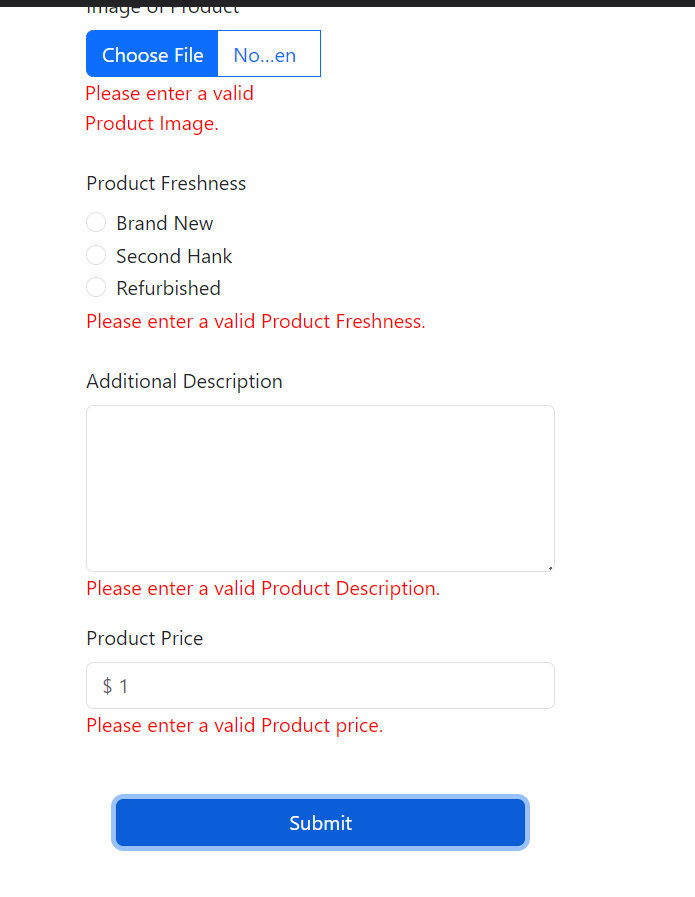 Image of Product
Choose File No...en
Please enter a valid
Product Image.
Product Freshness
Brand New
Second Hank
Refurbished
Please enter a valid Product Freshness.
Additional Description
Please enter a valid Product Description.
Product Price
$ 1
Please enter a valid Product price.
Submit